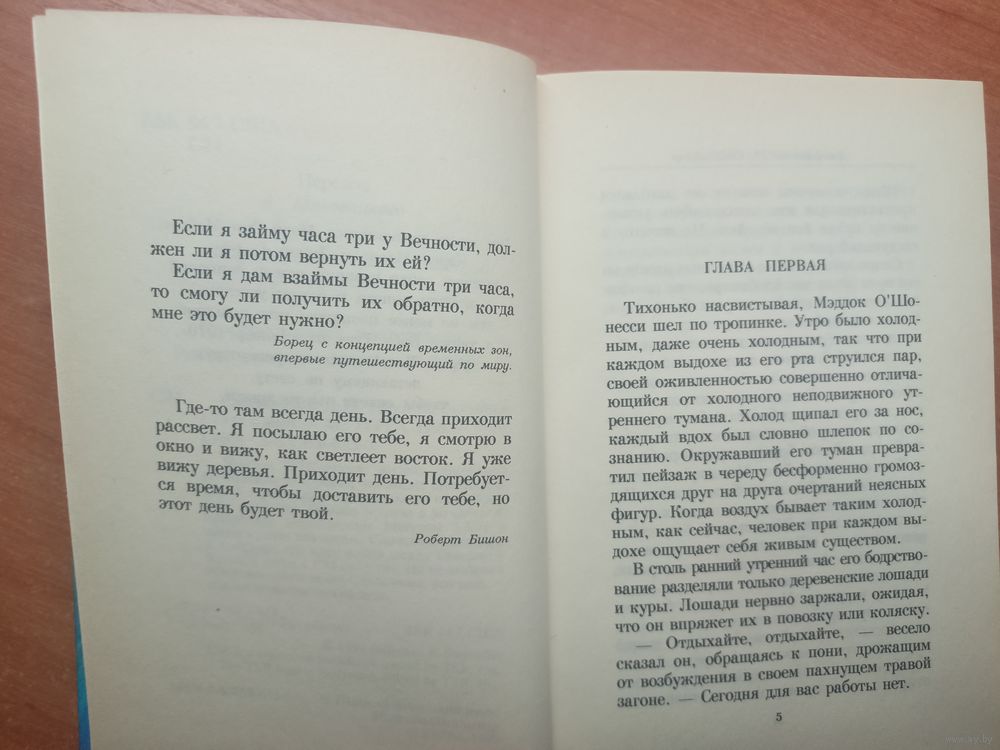 Если я займу часа три у Вечности, дол-
жен ли я потом вернуть их ей?
Если я дам взаймы Вечности три часа,
то смогу ли получить их обратно, когда
мне это будет нужно?
Борец с концепцией временных зон,
впервые путешествующий по миру.
Где-то там всегда день. Всегда приходит
рассвет. Я посылаю его тебе, я смотрю в
окно и вижу, как светлеет восток. Я уже
вижу деревья. Приходит день. Потребует-
ся время, чтобы доставить его тебе, но
этот день будет твой.
Роберт Бишон
ГЛАВА ПЕРВАЯ
Тихонько насвистывая, Мэддок О'Шо-
несси шел по тропинке. Утро было холод-
ным, даже очень холодным, так что при
каждом выдохе из его рта струился пар,
своей оживленностью совершенно отлича-
ющийся от холодного неподвижного ут-
реннего тумана. Холод щипал его за нос,
каждый вдох был словно шлепок по со-
знанию. Окружавший его туман превра-
тил пейзаж в череду бесформенно громоз-
дящихся друг на друга очертаний неясных
фигур. Когда воздух бывает таким холод-
ным, как сейчас, человек при каждом вы-
дохе ощущает себя живым существом.
В столь ранний утренний час его бодрство-
вание разделяли только деревенские лошади
и куры. Лошади нервно заржали, ожидая,
что он впряжет их в повозку или коляску.
— Отдыхайте, отдыхайте, — весело
сказал он, обращаясь к пони, дрожащим
от возбуждения в своем пахнущем травой
загоне. — Сегодня для вас работы нет.
5
www.ay.by